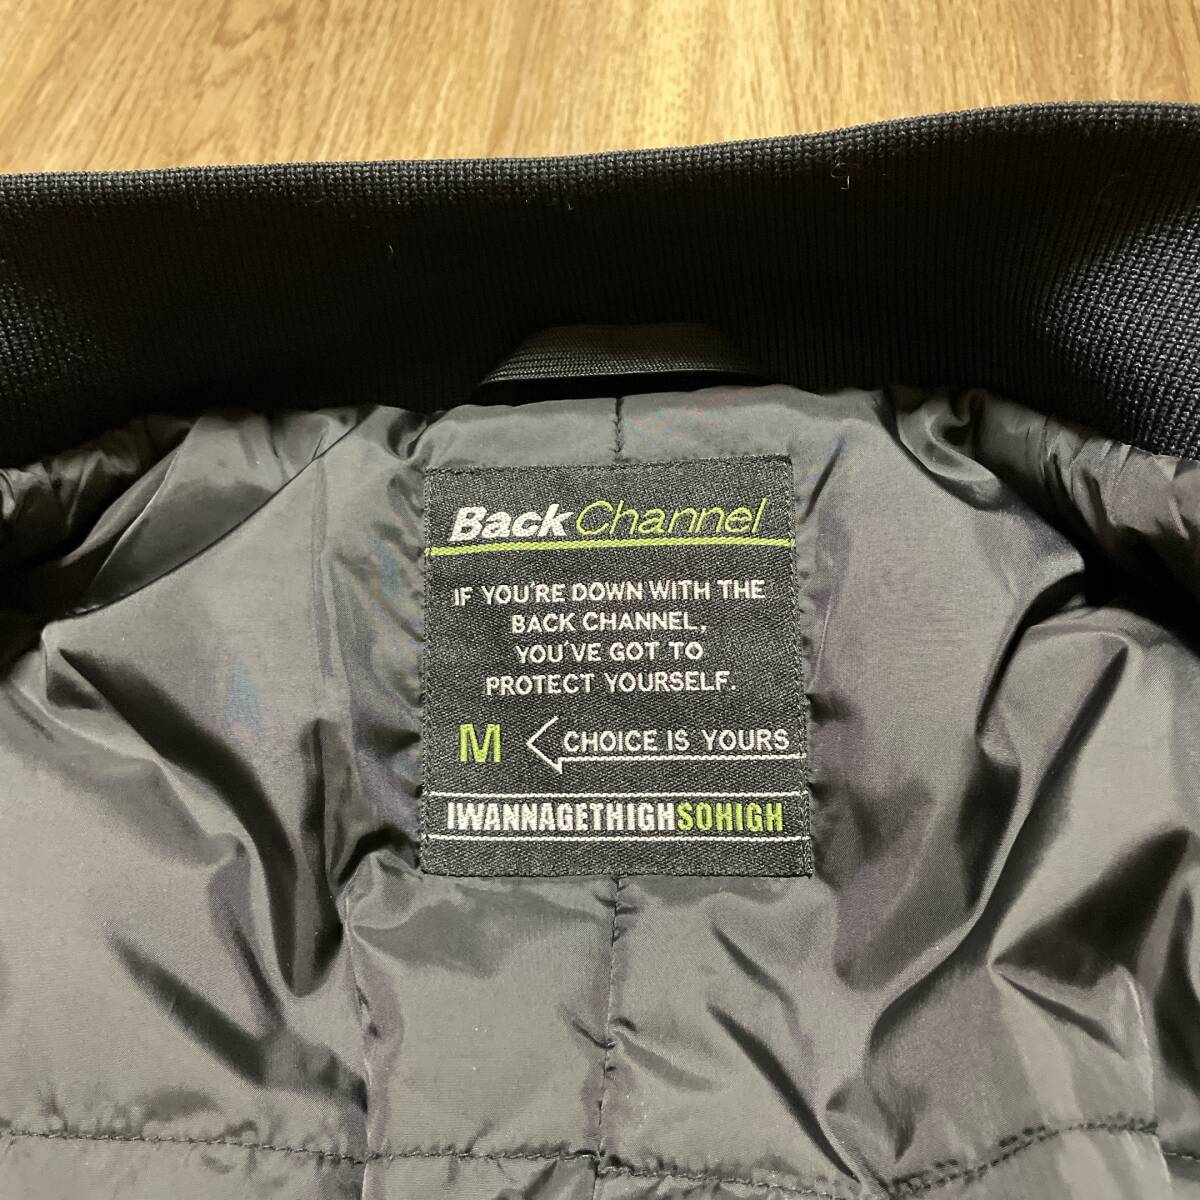 Back Channel
IF YOU'RE DOWN WITH THE
BACK CHANNEL,
YOU'VE GOT TO
PROTECT YOURSELF.
M CHOICE IS YOURS
IWANNAGETHIGHSOHIGH